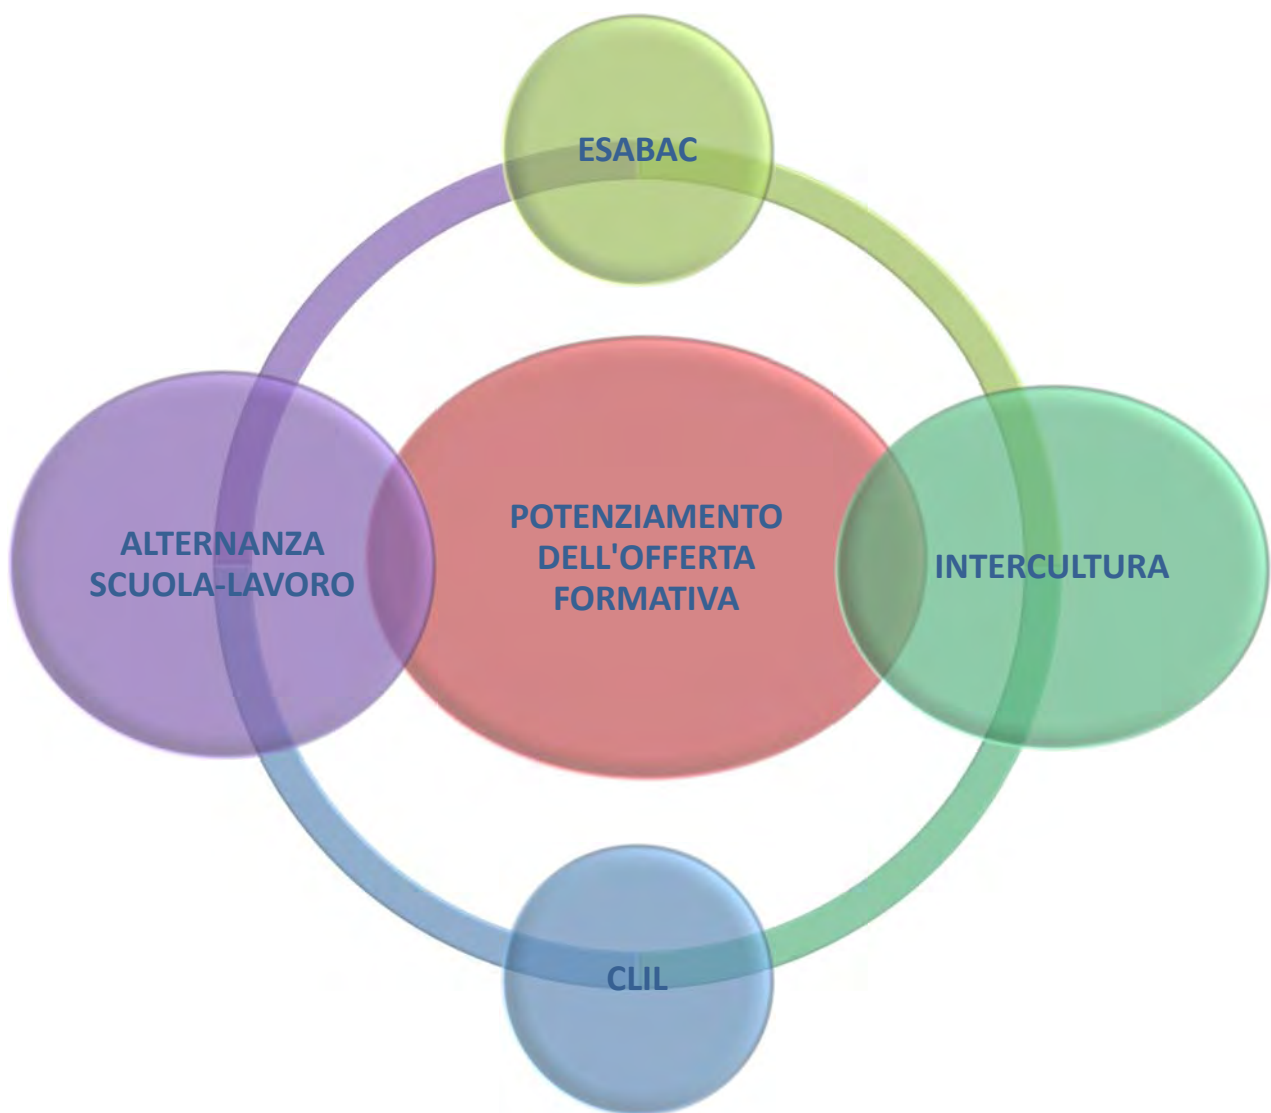 ESABAC
ALTERNANZA
SCUOLA-LAVORO
POTENZIAMENTO
DELL'OFFERTA
FORMATIVA
INTERCULTURA
CLIL